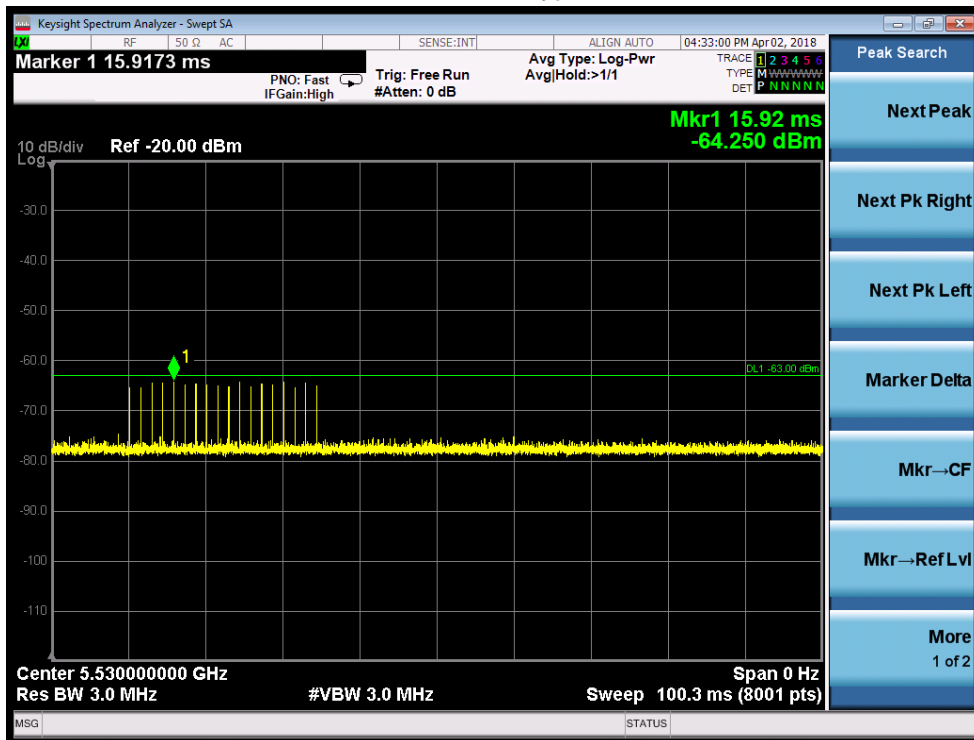 Keysight Spectrum Analyzer - Swept SA
LXI RF 50 Ω AC SENSE:INT ALIGN AUTO 04:33:00 PM Apr 02, 2018
Marker 1 15.9173 ms
PNO: Fast
IFGain:High
Trig: Free Run
#Atten: 0 dB
Avg Type: Log-Pwr
Avg|Hold:>1/1
TRACE 1 2 3 4 5 6
TYPE M WWWWW
DET P N N N N N
Mkr1 15.92 ms
-64.250 dBm
10 dB/div Ref -20.00 dBm
Log
-30.0
-40.0
-50.0
-60.0
1
DL1 -63.00 dBm
-70.0
-80.0
-90.0
-100
-110
Center 5.530000000 GHz Span 0 Hz
Res BW 3.0 MHz #VBW 3.0 MHz Sweep 100.3 ms (8001 pts)
MSG STATUS
Peak Search
Next Peak
Next Pk Right
Next Pk Left
Marker Delta
Mkr→CF
Mkr→Ref Lvl
More
1 of 2